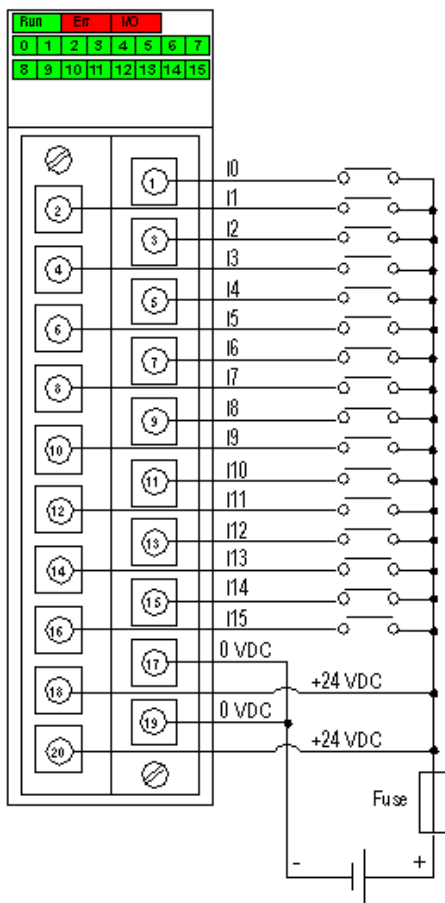 Run Err I/O
0 1 2 3 4 5 6 7
8 9 10 11 12 13 14 15
1 I0
2 I1
3 I2
4 I3
5 I4
6 I5
7 I6
8 I7
9 I8
10 I9
11 I10
12 I11
13 I12
14 I13
15 I14
16 I15
17 0 VDC
18 +24 VDC
19 0 VDC
20 +24 VDC
Fuse
- +